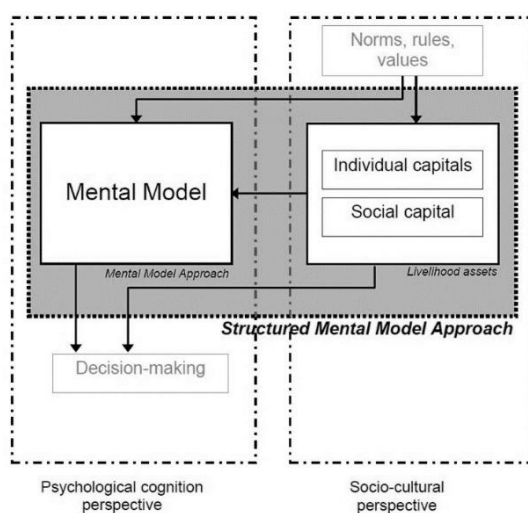 Norms, rules,
values
Mental Model
Individual capitals
Social capital
Mental Model Approach
Livelihood assets
Structured Mental Model Approach
Decision-making
Psychological cognition
perspective
Socio-cultural
perspective